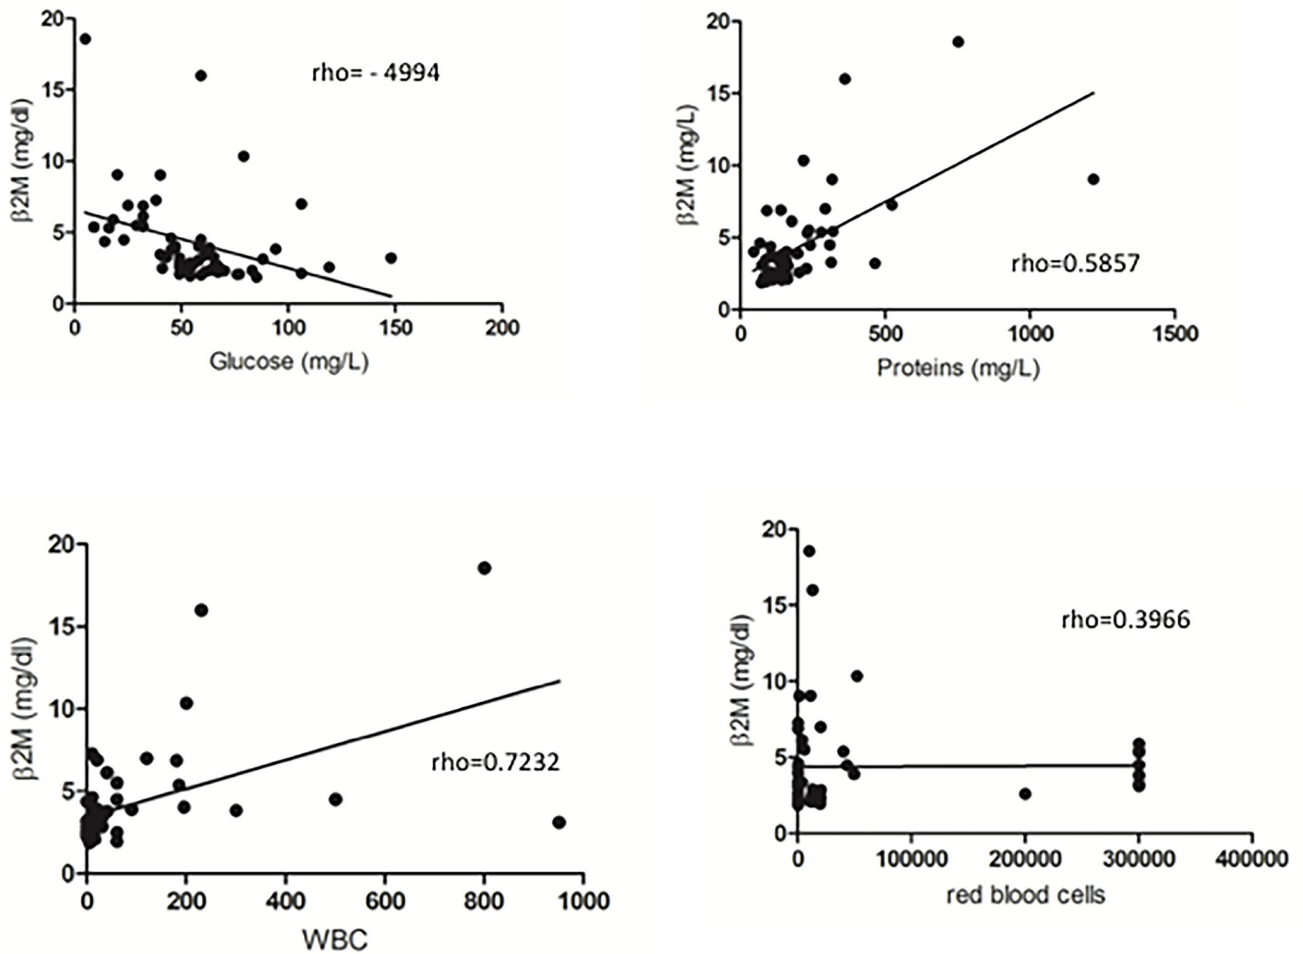 20
15
10
5
0
β2M (mg/dl)
rho= - 4994
0 50 100 150 200
Glucose (mg/L)
20
15
10
5
0
β2M (mg/L)
rho=0.5857
0 500 1000 1500
Proteins (mg/L)
20
15
10
5
0
β2M (mg/dl)
rho=0.7232
0 200 400 600 800 1000
WBC
20
15
10
5
0
β2M (mg/dl)
rho=0.3966
0 100000 200000 300000 400000
red blood cells